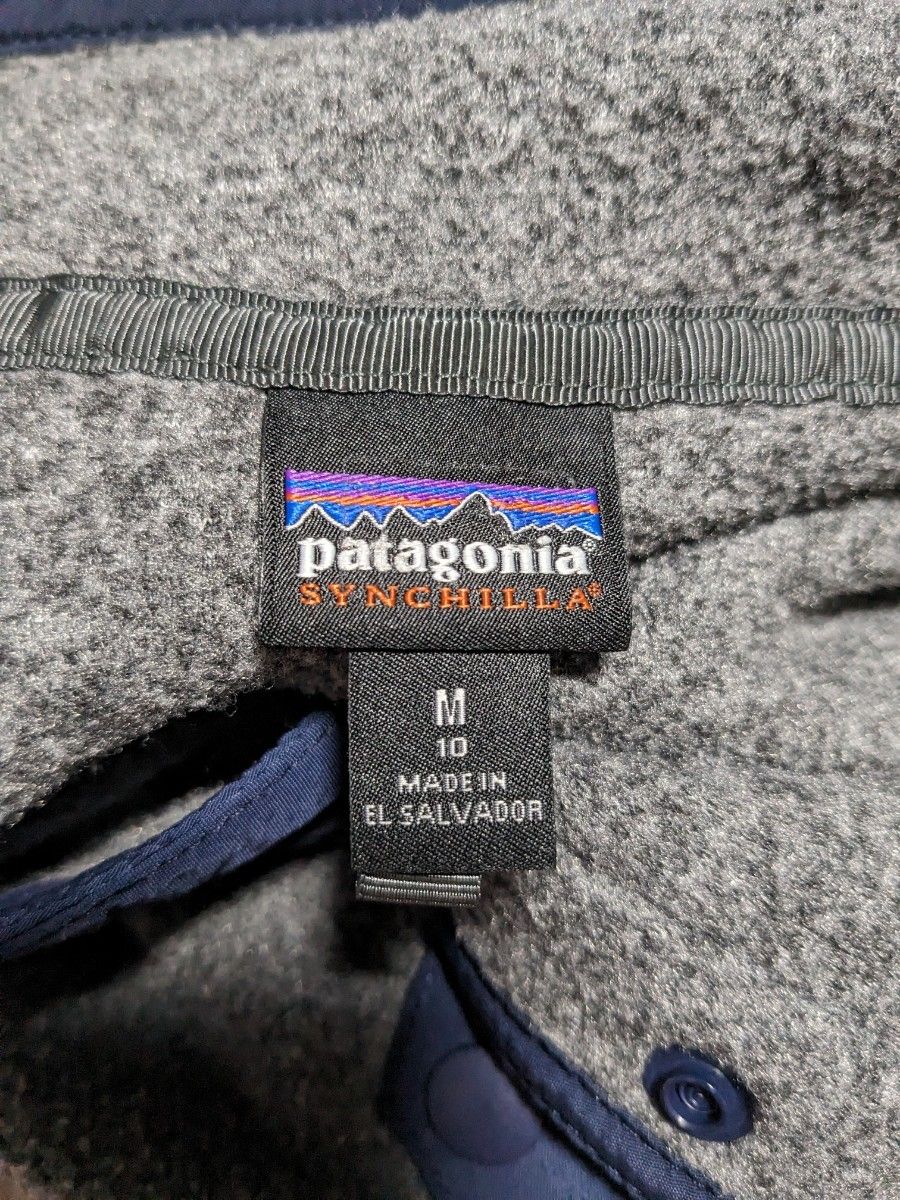 patagonia®
SYNCHILLA®
M
10
MADE IN
EL SALVADOR